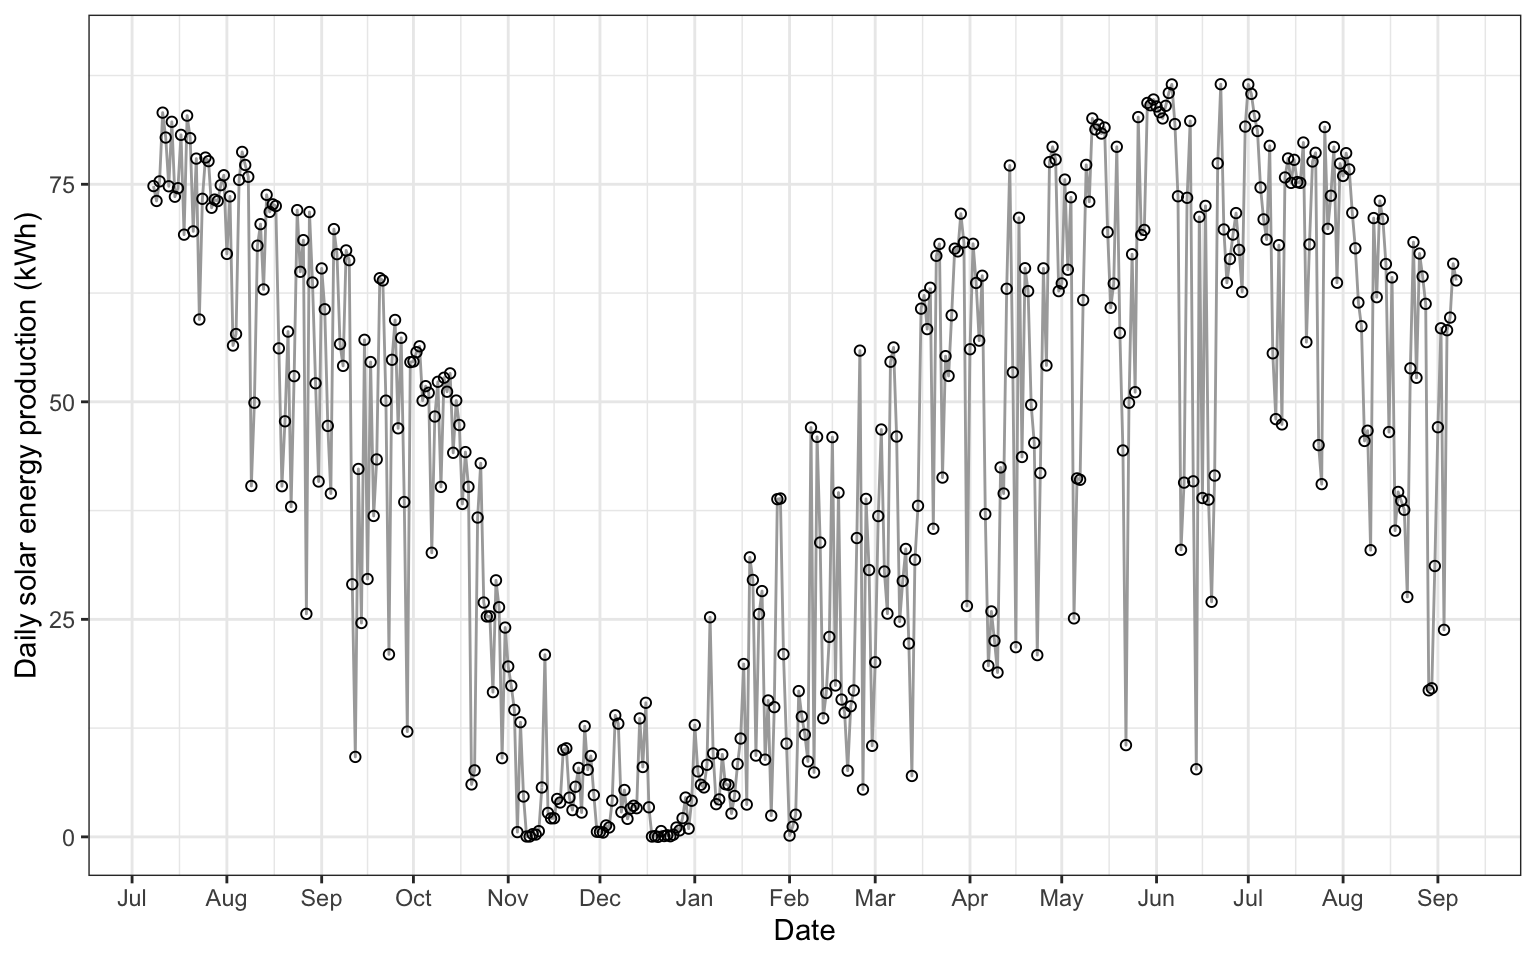 Daily solar energy production (kWh)
75
50
25
0
Jul Aug Sep Oct Nov Dec Jan Feb Mar Apr May Jun Jul Aug Sep
Date